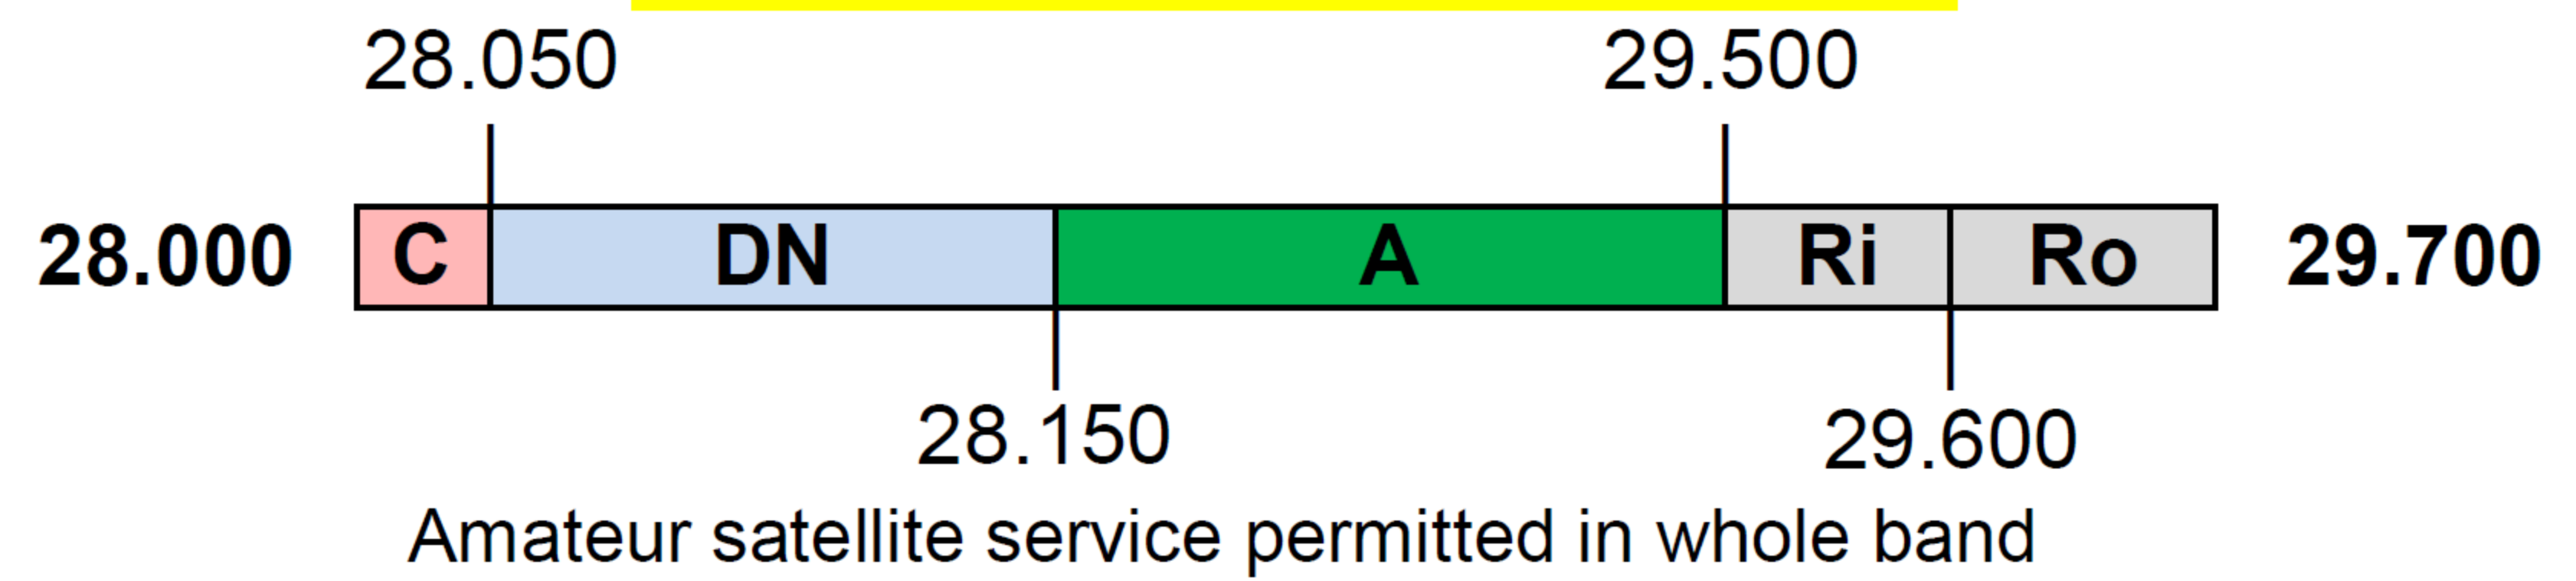 28.050 29.500
28.000 C DN A Ri Ro 29.700
28.150 29.600
Amateur satellite service permitted in whole band